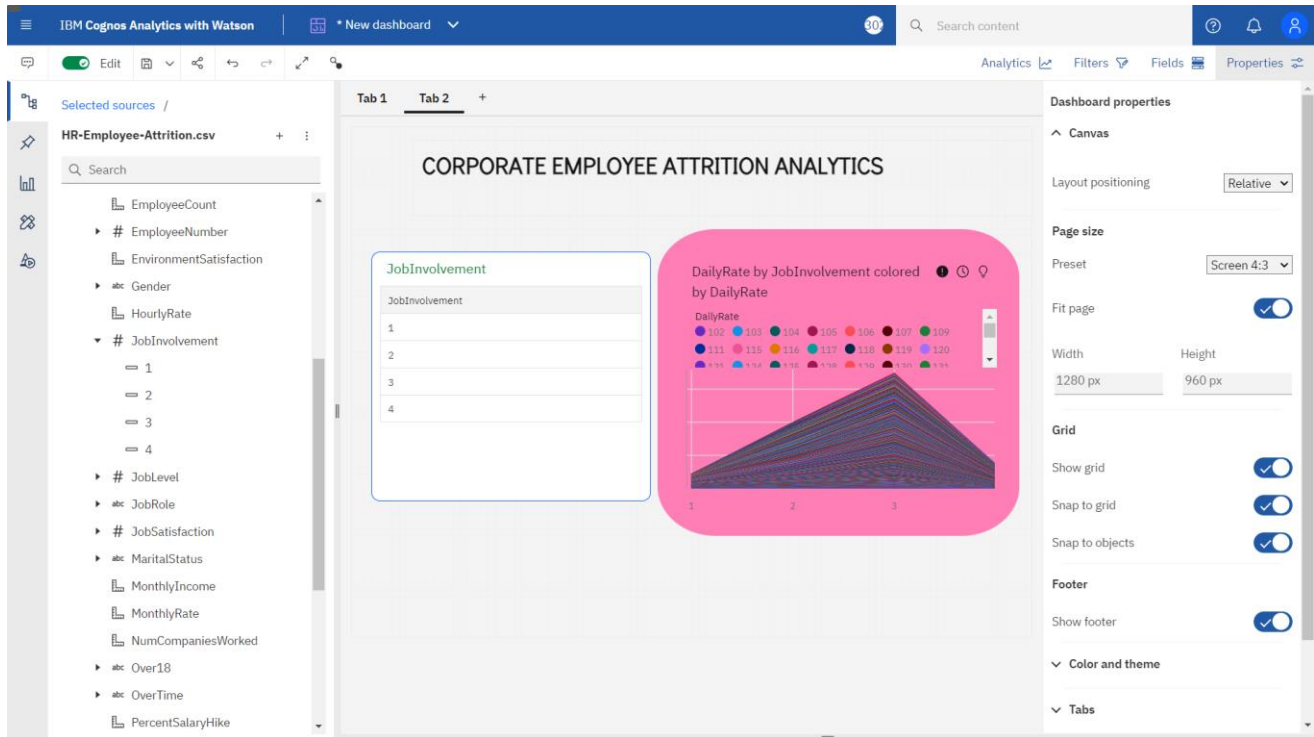 IBM Cognos Analytics with Watson
* New dashboard
Search content
Edit
Analytics
Filters
Fields
Properties
Selected sources /
HR-Employee-Attrition.csv
Search
EmployeeCount
# EmployeeNumber
EnvironmentSatisfaction
abc Gender
HourlyRate
# JobInvolvement
1
2
3
4
# JobLevel
abc JobRole
# JobSatisfaction
abc MaritalStatus
MonthlyIncome
MonthlyRate
NumCompaniesWorked
abc Over18
abc OverTime
PercentSalaryHike
Tab 1
Tab 2
+
CORPORATE EMPLOYEE ATTRITION ANALYTICS
JobInvolvement
JobInvolvement
1
2
3
4
DailyRate by JobInvolvement colored
by DailyRate
DailyRate
102 103 104 105 106 107 109
111 115 116 117 118 119 120
1 2 3
Dashboard properties
Canvas
Layout positioning Relative
Page size
Preset Screen 4:3
Fit page
Width Height
1280 px 960 px
Grid
Show grid
Snap to grid
Snap to objects
Footer
Show footer
Color and theme
Tabs